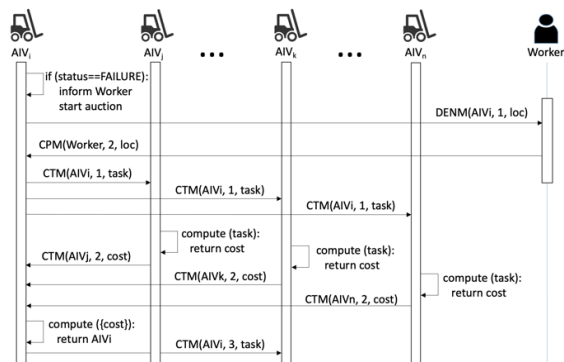 AIVi AIVj ... AIVk ... AIVn Worker
if (status==FAILURE):
inform Worker
start auction
DENM(AIVi, 1, loc)
CPM(Worker, 2, loc)
CTM(AIVi, 1, task)
CTM(AIVi, 1, task)
CTM(AIVi, 1, task)
compute (task):
return cost
compute (task):
return cost
CTM(AIVj, 2, cost)
CTM(AIVk, 2, cost)
compute (task):
return cost
CTM(AIVn, 2, cost)
compute ({cost}):
return AIVi
CTM(AIVi, 3, task)